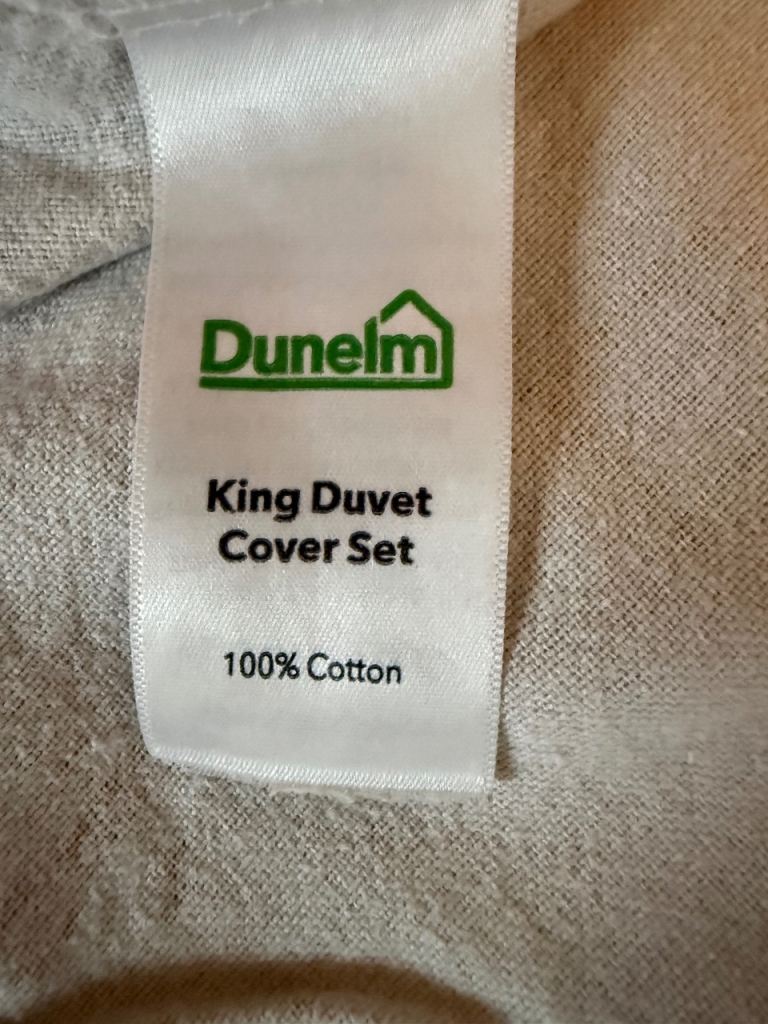 Dunelm
King Duvet
Cover Set
100% Cotton